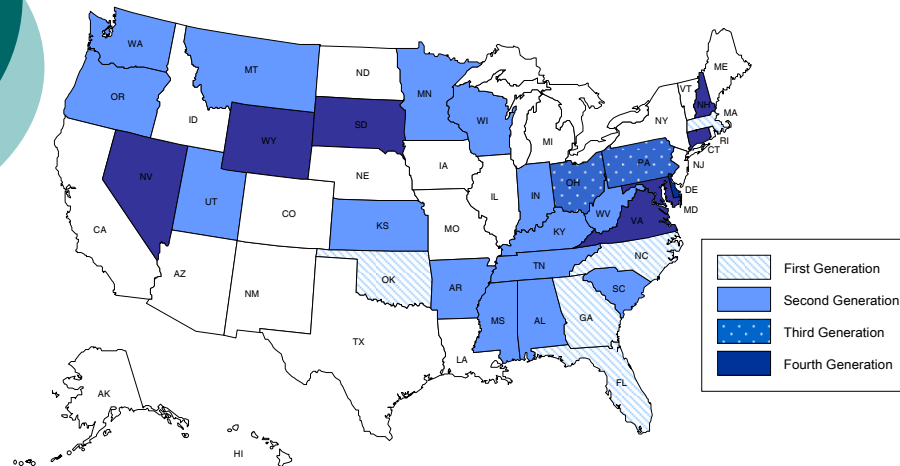 WA
MT
ND
ME
VT
OR
MN
NH
ID
SD
WI
NY
MA
WY
MI
RI
CT
IA
PA
NJ
NV
NE
OH
DE
UT
IL
IN
MD
CO
WV
VA
CA
KS
MO
KY
NC
First Generation
AZ
OK
TN
NM
AR
SC
Second Generation
MS
AL
GA
Third Generation
TX
LA
Fourth Generation
FL
AK
HI